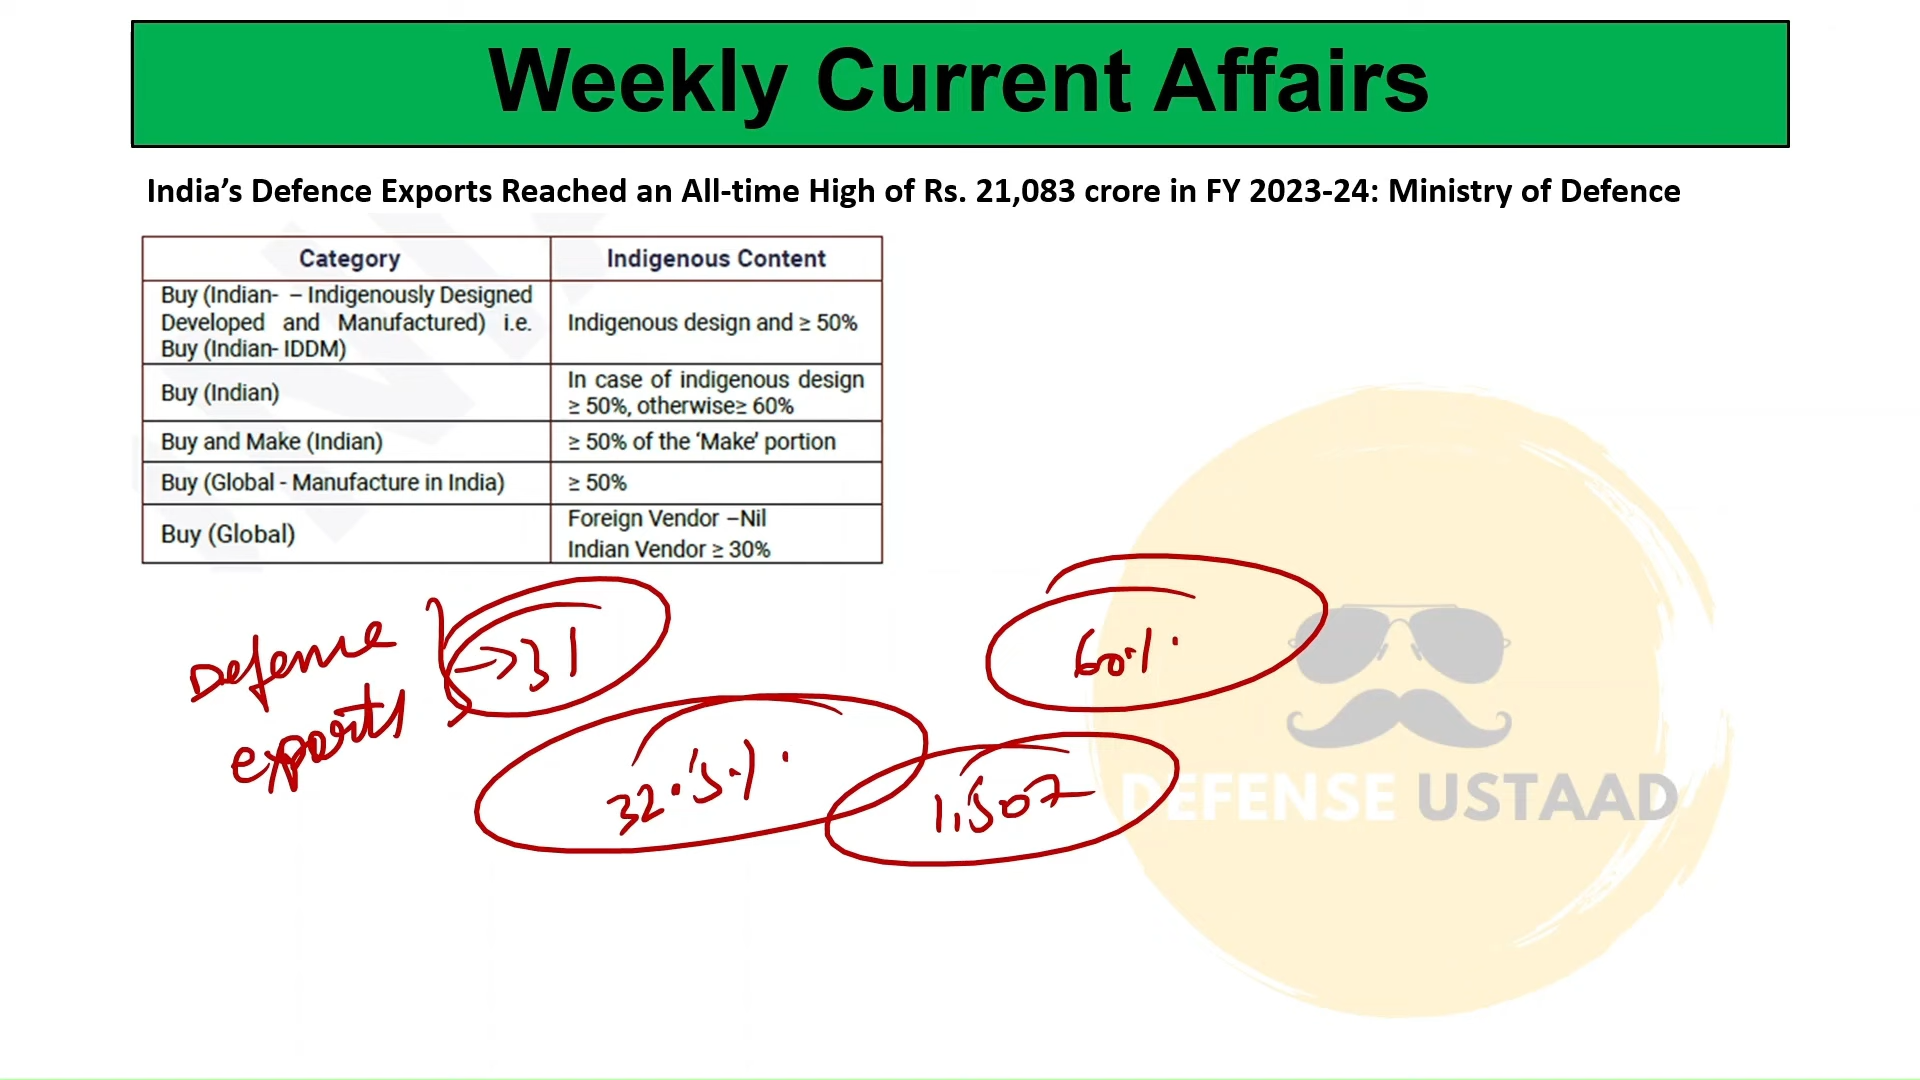 Weekly Current Affairs
India’s Defence Exports Reached an All-time High of Rs. 21,083 crore in FY 2023-24: Ministry of Defence
Category Indigenous Content
Buy (Indian- – Indigenously Designed
Developed and Manufactured) i.e.
Buy (Indian- IDDM)
Indigenous design and ≥ 50%
Buy (Indian)
In case of indigenous design
≥ 50%, otherwise≥ 60%
Buy and Make (Indian) ≥ 50% of the ‘Make’ portion
Buy (Global - Manufacture in India) ≥ 50%
Buy (Global)
Foreign Vendor –Nil
Indian Vendor ≥ 30%
Defence
exports
→31
60%.
32.5%.
1,507
DEFENSE USTAAD